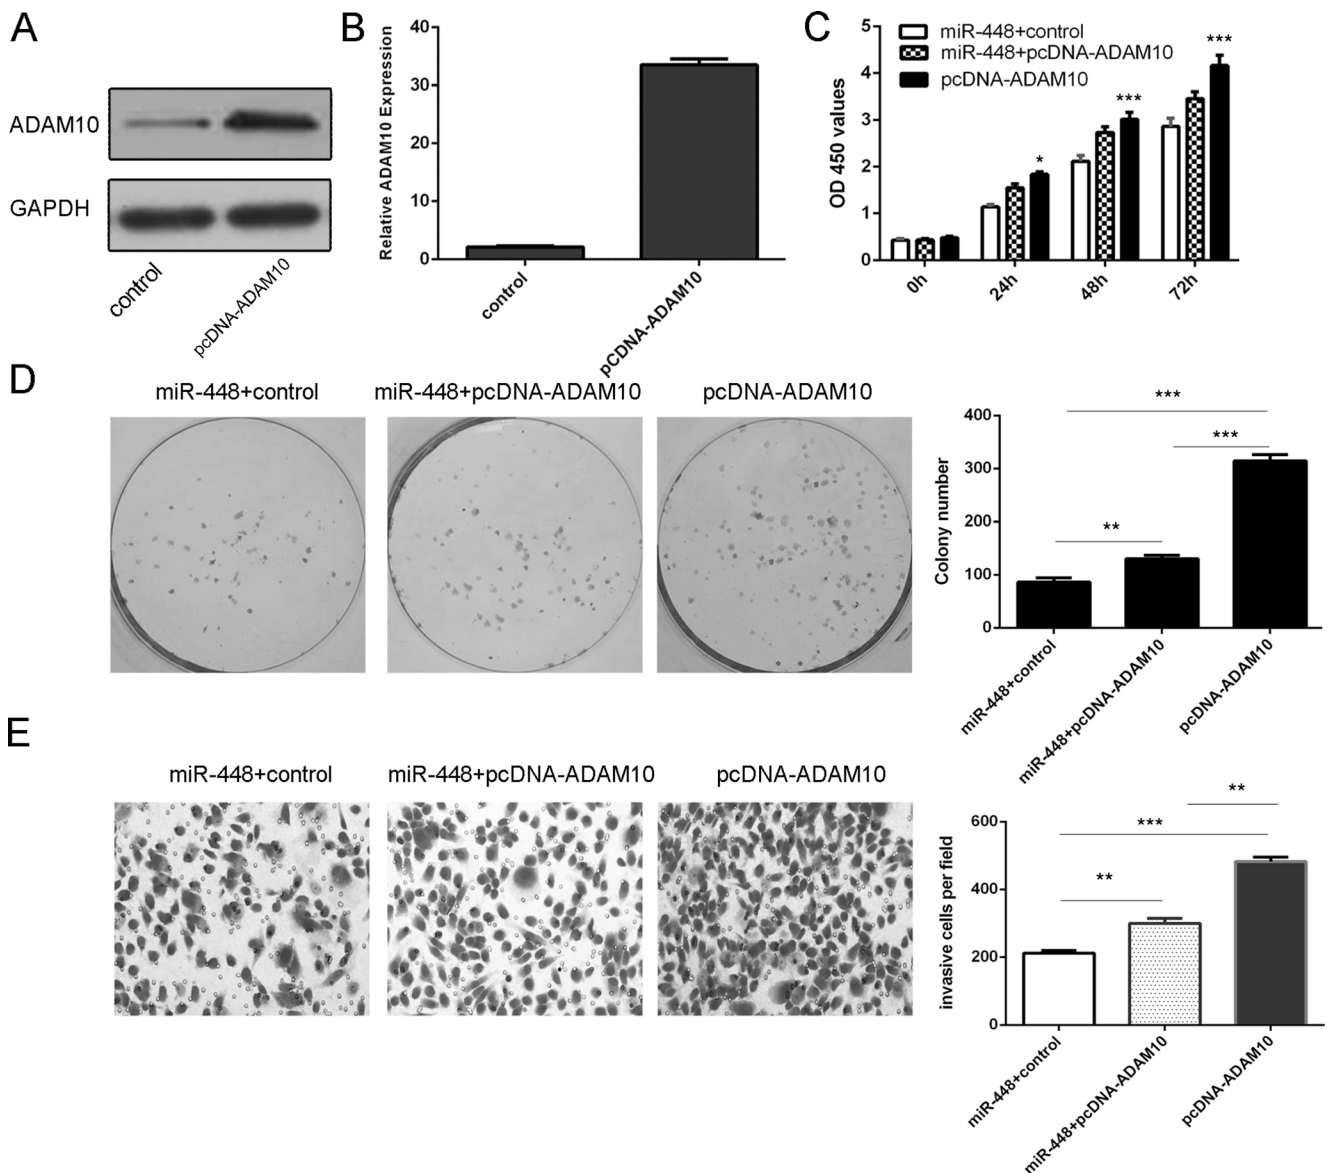 A
ADAM10
GAPDH
control
pcDNA-ADAM10
B
Relative ADAM10 Expression
40
30
20
10
0
control
pCDNA-ADAM10
C
OD 450 values
5
4
3
2
1
0
miR-448+control
miR-448+pcDNA-ADAM10
pcDNA-ADAM10
*
***
***
0h
24h
48h
72h
D
miR-448+control
miR-448+pcDNA-ADAM10
pcDNA-ADAM10
Colony number
400
300
200
100
0
***
***
**
miR-448+control
miR-448+pcDNA-ADAM10
pcDNA-ADAM10
E
miR-448+control
miR-448+pcDNA-ADAM10
pcDNA-ADAM10
invasive cells per field
600
400
200
0
**
***
**
miR-448+control
miR-448+pcDNA-ADAM10
pcDNA-ADAM10